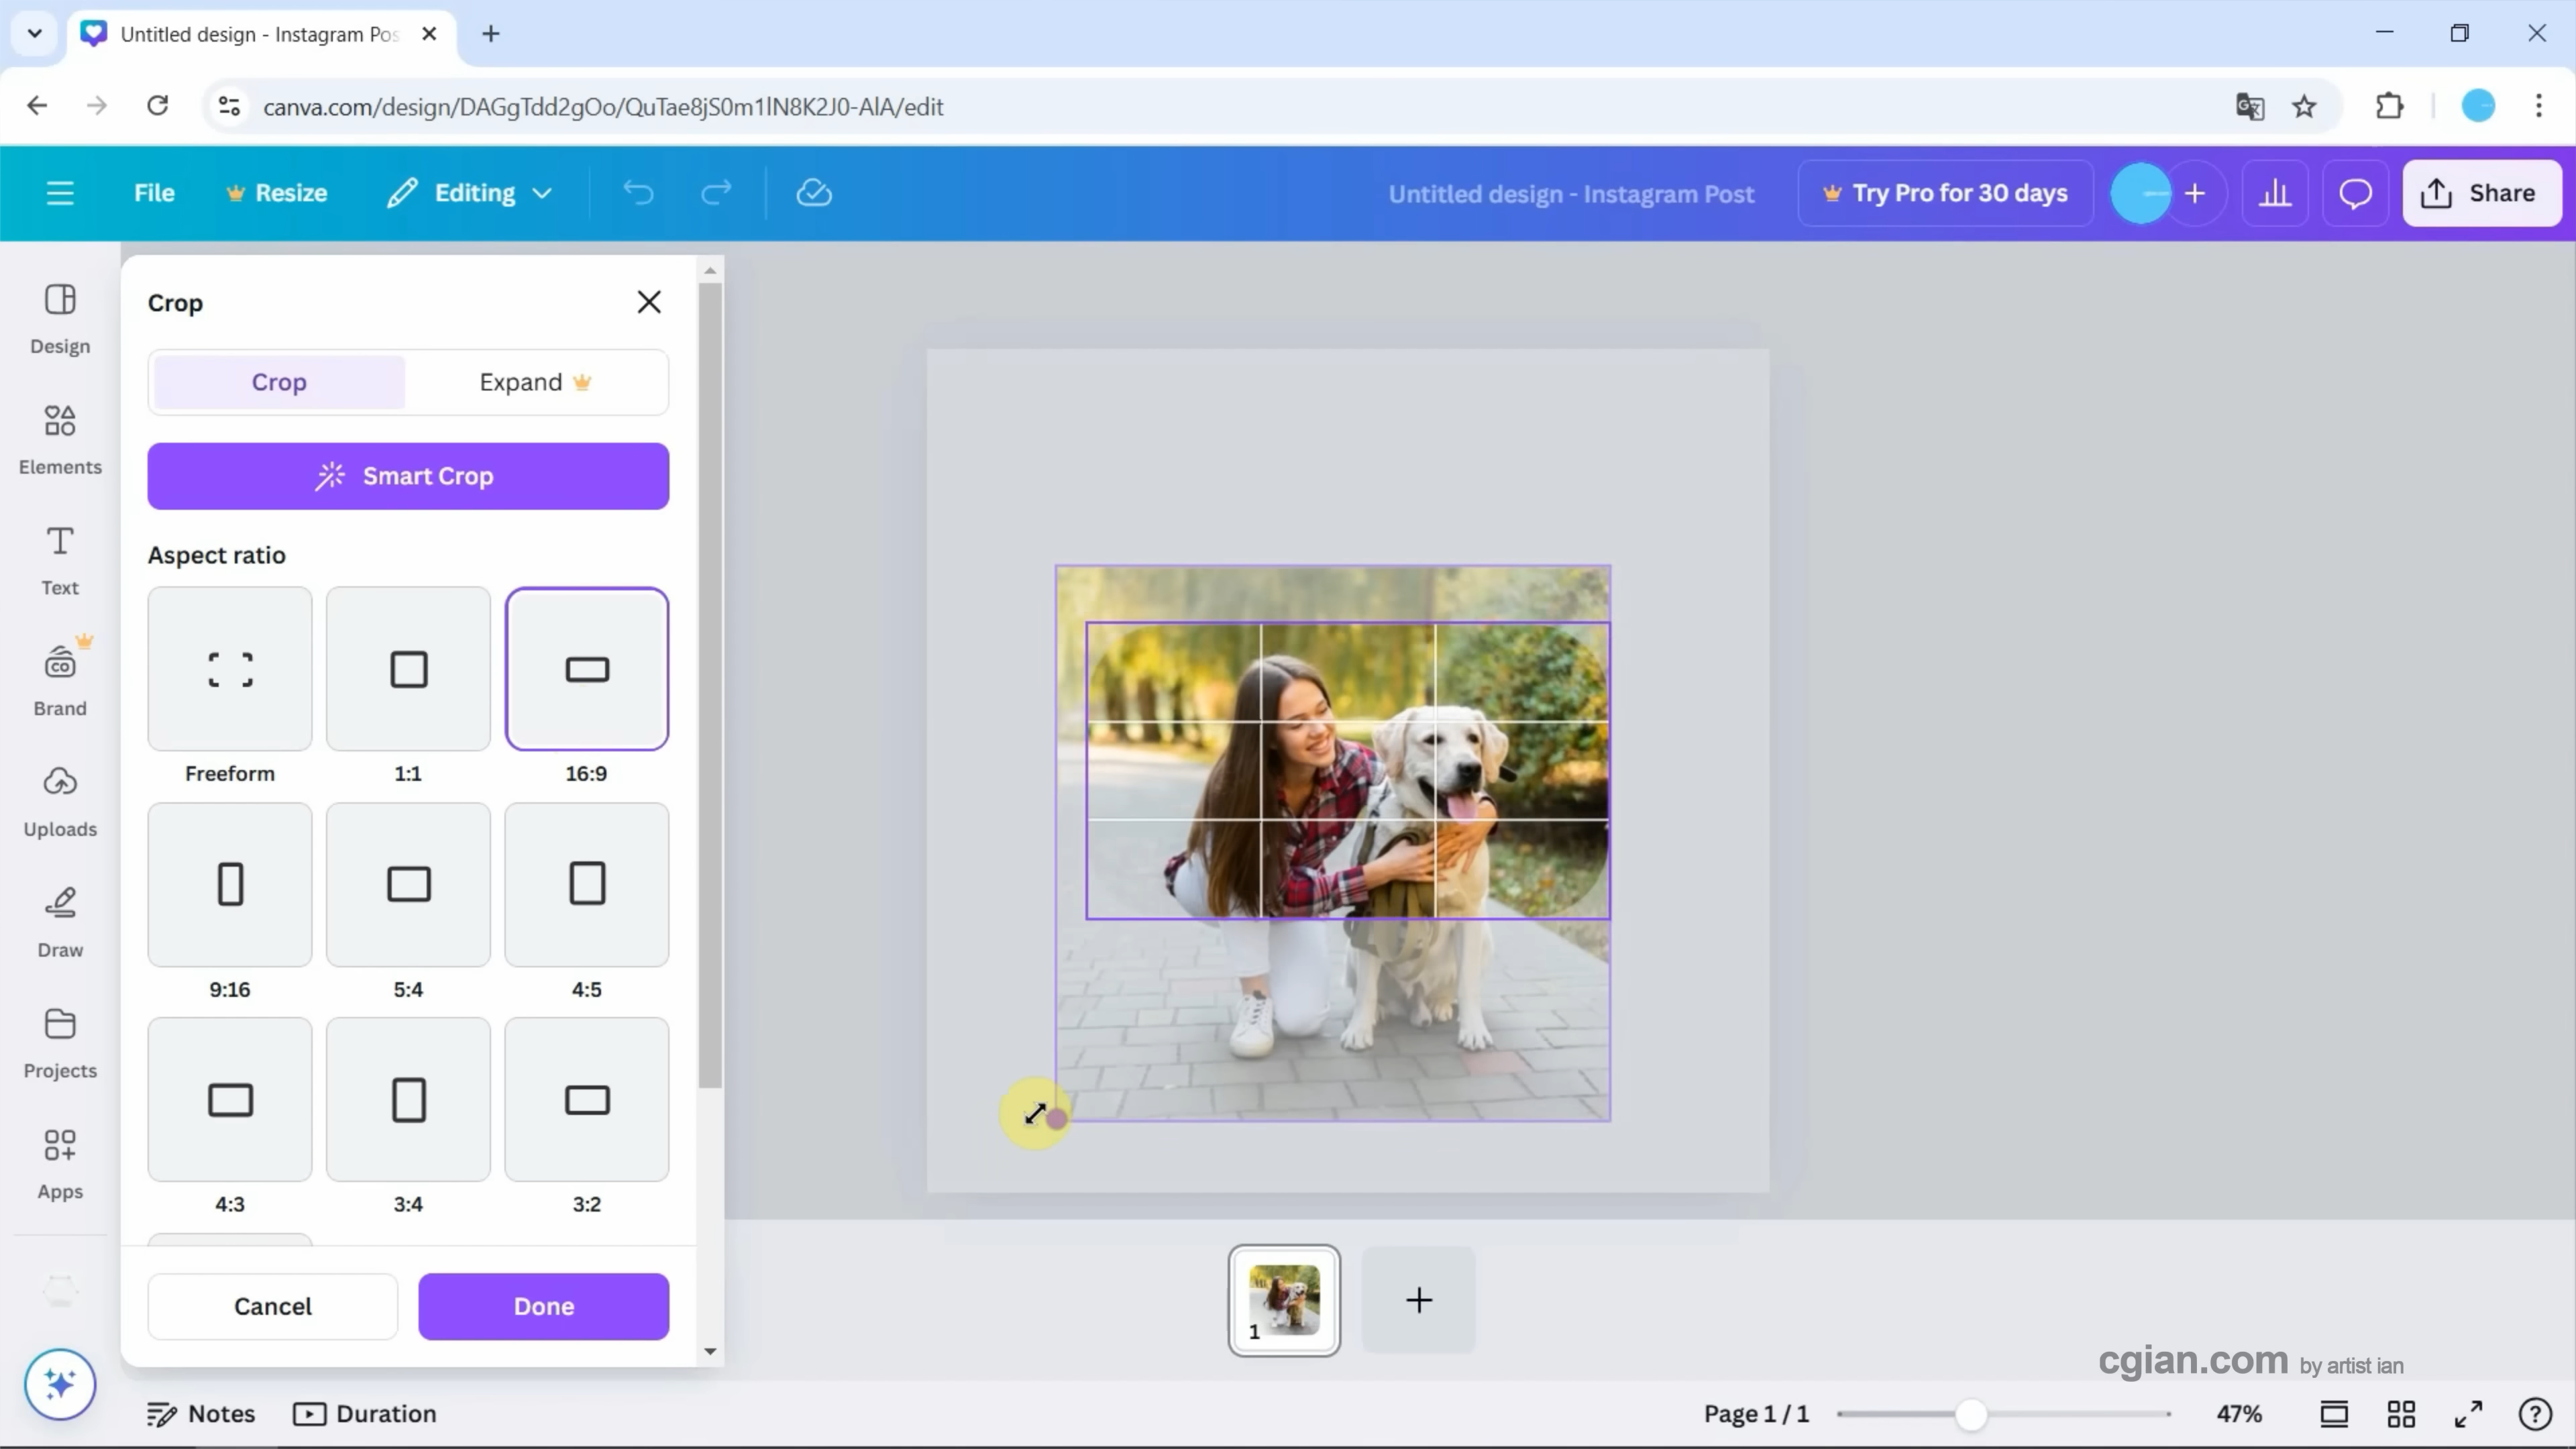 Untitled design - Instagram Pos
canva.com/design/DAGgTdd2gOo/QuTae8jS0m1lN8K2J0-AlA/edit
File
Resize
Editing
Untitled design - Instagram Post
Try Pro for 30 days
Share
Design
Elements
Text
CO
Brand
Uploads
Draw
Projects
Apps
Crop
Crop
Expand
Smart Crop
Aspect ratio
Freeform
1:1
16:9
9:16
5:4
4:5
4:3
3:4
3:2
Cancel
Done
1
cgian.com by artist ian
Notes
Duration
Page 1 / 1
47%